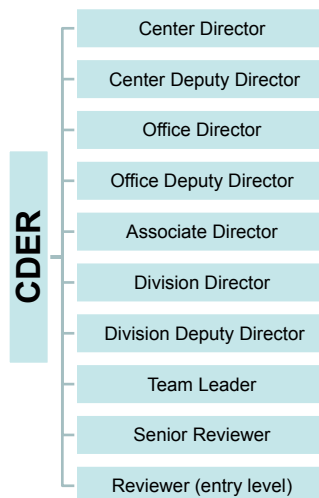 CDER
Center Director
Center Deputy Director
Office Director
Office Deputy Director
Associate Director
Division Director
Division Deputy Director
Team Leader
Senior Reviewer
Reviewer (entry level)